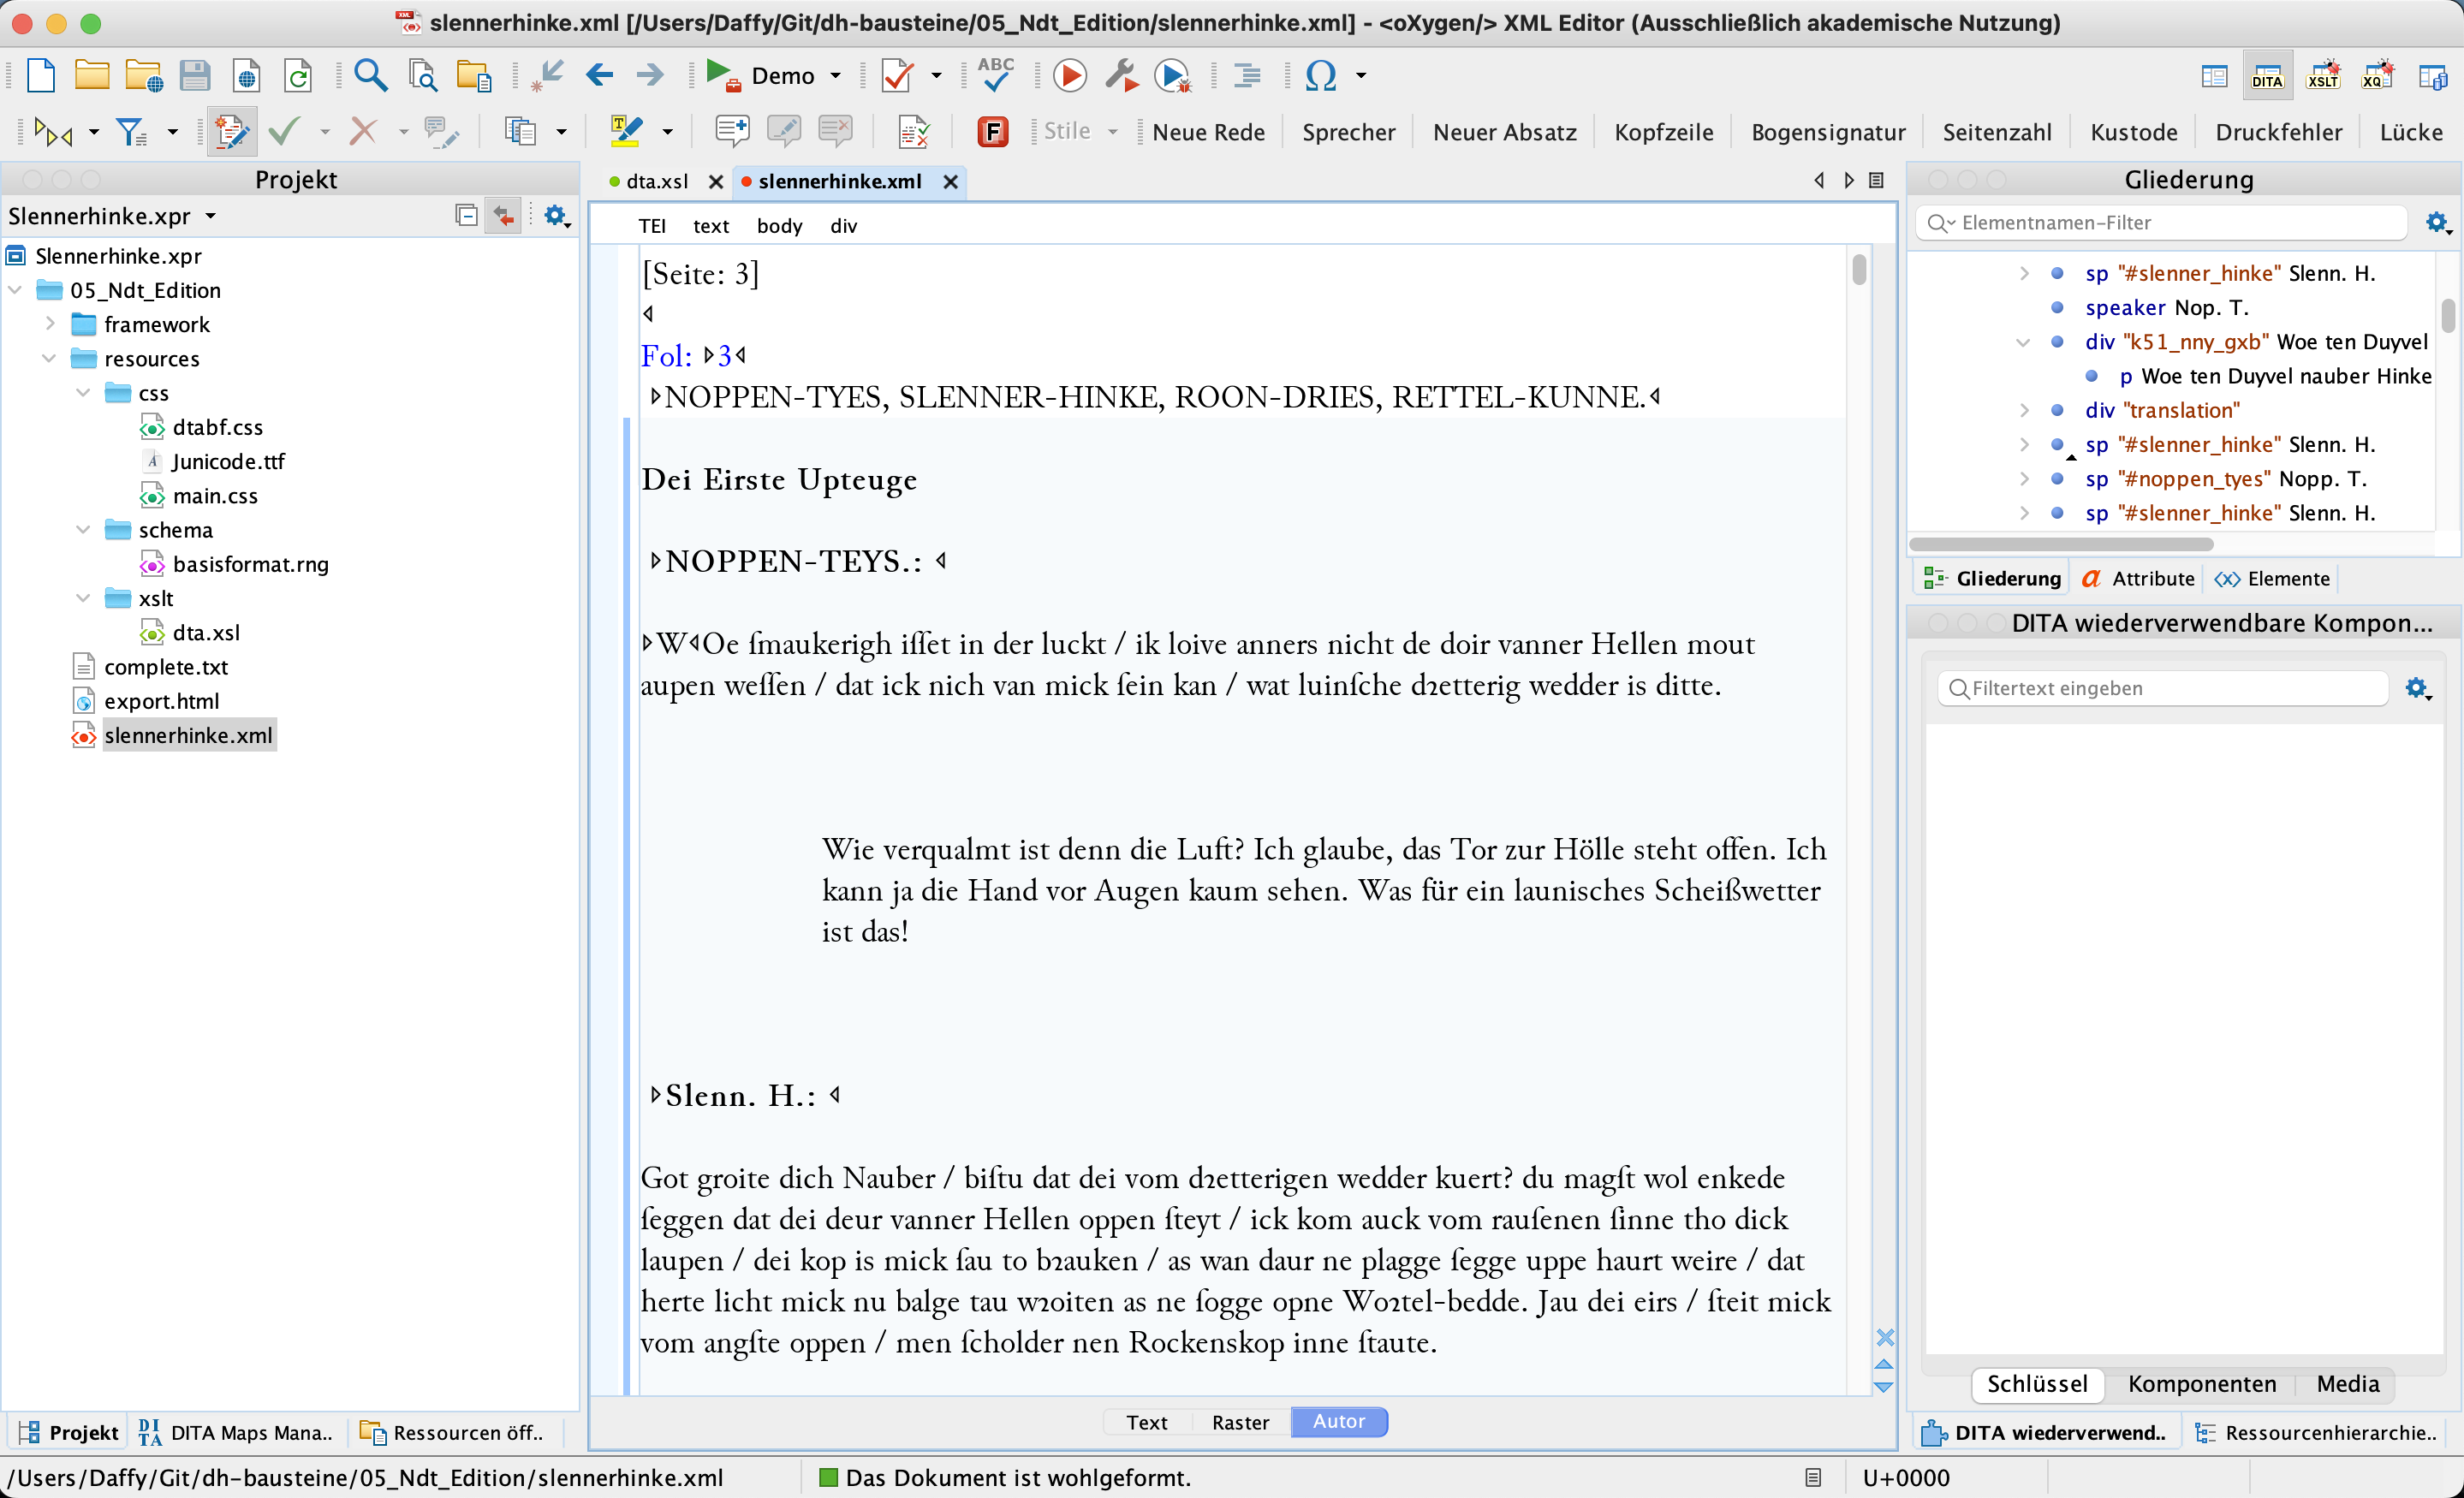 slennerhinke.xml [/Users/Daffy/Git/dh-bausteine/05_Ndt_Edition/slennerhinke.xml] - <oXygen/> XML Editor (Ausschließlich akademische Nutzung)
Demo
ABC
DITA
XSLT
XQ
Stile
Neue Rede
Sprecher
Neuer Absatz
Kopfzeile
Bogensignatur
Seitenzahl
Kustode
Druckfehler
Lücke
Projekt
Slennerhinke.xpr
Slennerhinke.xpr
05_Ndt_Edition
framework
resources
css
dtabf.css
Junicode.ttf
main.css
schema
basisformat.rng
xslt
dta.xsl
complete.txt
export.html
slennerhinke.xml
Projekt
DITA Maps Mana..
Ressourcen öff..
dta.xsl
slennerhinke.xml
TEI text body div
[Seite: 3]
Fol: 3
NOPPEN-TYES, SLENNER-HINKE, ROON-DRIES, RETTEL-KUNNE.
Dei Eirste Upteuge
NOPPEN-TEYS.:
WOe ſmaukerigh iſſet in der luckt / ik loive anners nicht de doir vanner Hellen mout
aupen weſſen / dat ick nich van mick ſein kan / wat luinſche dꝛetterig wedder is ditte.
Wie verqualmt ist denn die Luft? Ich glaube, das Tor zur Hölle steht offen. Ich
kann ja die Hand vor Augen kaum sehen. Was für ein launisches Scheißwetter
ist das!
Slenn. H.:
Got groite dich Nauber / biſtu dat dei vom dꝛetterigen wedder kuert? du magſt wol enkede
ſeggen dat dei deur vanner Hellen oppen ſteyt / ick kom auck vom rauſenen ſinne tho dick
laupen / dei kop is mick ſau to bꝛauken / as wan daur ne plagge ſegge uppe haurt weire / dat
herte licht mick nu balge tau wꝛoiten as ne ſogge opne Woꝛtel-bedde. Jau dei eirs / ſteit mick
vom angſte oppen / men ſcholder nen Rockenskop inne ſtaute.
Text Raster Autor
Gliederung
Elementnamen-Filter
sp "#slenner_hinke" Slenn. H.
speaker Nop. T.
div "k51_nny_gxb" Woe ten Duyvel
p Woe ten Duyvel nauber Hinke
div "translation"
sp "#slenner_hinke" Slenn. H.
sp "#noppen_tyes" Nopp. T.
sp "#slenner_hinke" Slenn. H.
Gliederung Attribute Elemente
DITA wiederverwendbare Kompon...
Filtertext eingeben
Schlüssel Komponenten Media
DITA wiederverwend..
Ressourcenhierarchie..
/Users/Daffy/Git/dh-bausteine/05_Ndt_Edition/slennerhinke.xml
Das Dokument ist wohlgeformt.
U+0000